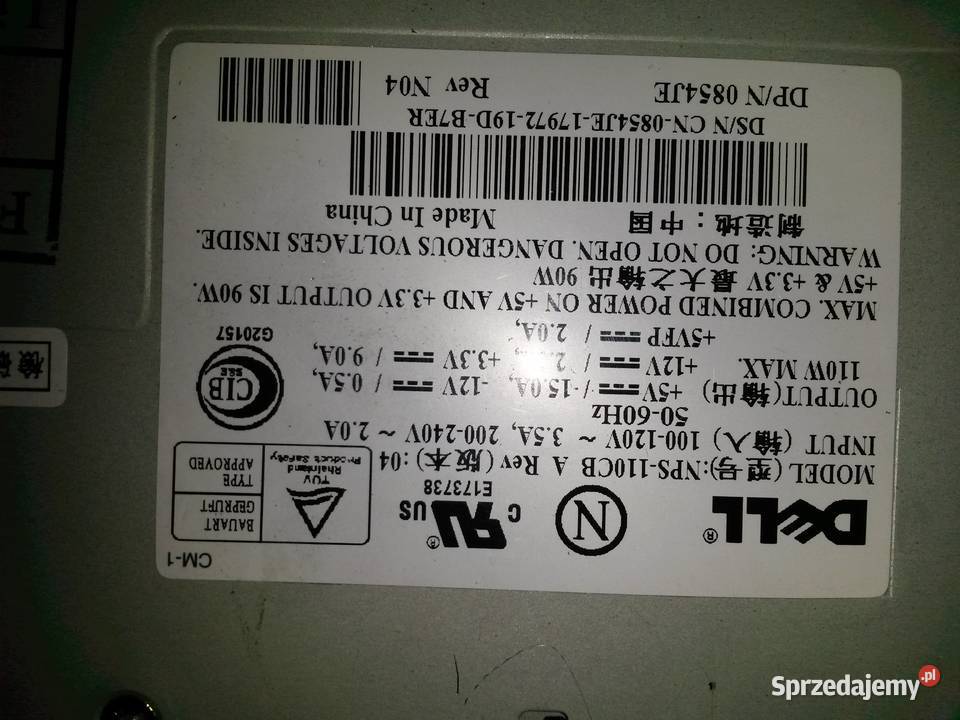 CM-1
DELL ®
N
C UL ® US
E173738
BAUART
GEPRUFT
TYPE
APPROVED
TUV
Rheinland
Product Safety
MODEL (型号):NPS-110CB A Rev (版本):04
INPUT (输入) 100-120V ~ 3.5A, 200-240V ~ 2.0A
50-60Hz
OUTPUT(输出) +5V / 15.0A, -12V / 0.5A,
110W MAX. +12V / 2. , +3.3V / 9.0A,
+5VFP / 2.0A,
CIB
S&E
G20157
MAX. COMBINED POWER ON +5V AND +3.3V OUTPUT IS 90W.
+5V & +3.3V 最大之输出 90W
WARNING: DO NOT OPEN. DANGEROUS VOLTAGES INSIDE.
制造地：中国 Made In China
DS/N CN-0854JE-17972-19D-B7ER
DP/N 0854JE Rev N04
Sprzedajemy.pl